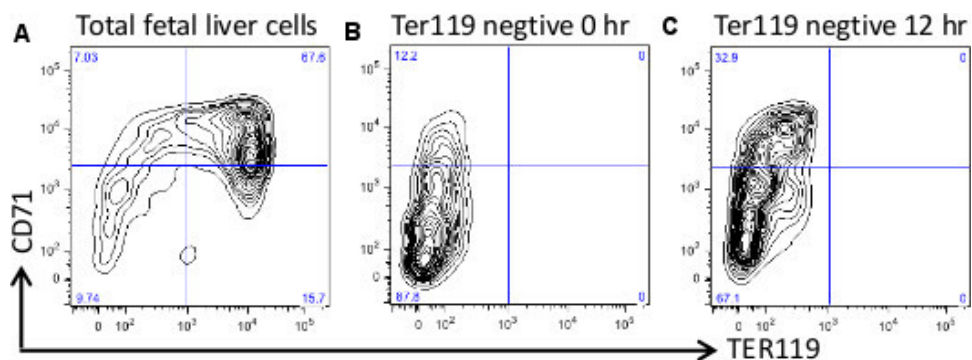 A Total fetal liver cells B Ter119 negtive 0 hr C Ter119 negtive 12 hr
7.03 67.6 12.2 0 32.9 0
10⁵ 10⁵ 10⁵
10⁴ 10⁴ 10⁴
10³ 10³ 10³
10² 10² 10²
0 0 0
9.74 15.7 87.8 0 67.1 0
0 10² 10³ 10⁴ 10⁵ 0 10² 10³ 10⁴ 10⁵ 0 10² 10³ 10⁴ 10⁵
CD71
TER119